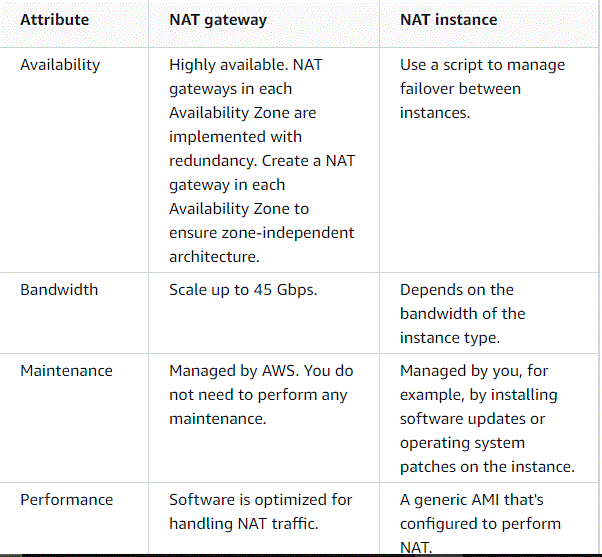 Attribute NAT gateway NAT instance
Availability
Highly available. NAT
gateways in each
Availability Zone are
implemented with
redundancy. Create a NAT
gateway in each
Availability Zone to
ensure zone-independent
architecture.
Use a script to manage
failover between
instances.
Bandwidth
Scale up to 45 Gbps.
Depends on the
bandwidth of the
instance type.
Maintenance
Managed by AWS. You do
not need to perform any
maintenance.
Managed by you, for
example, by installing
software updates or
operating system
patches on the instance.
Performance
Software is optimized for
handling NAT traffic.
A generic AMI that's
configured to perform
NAT.